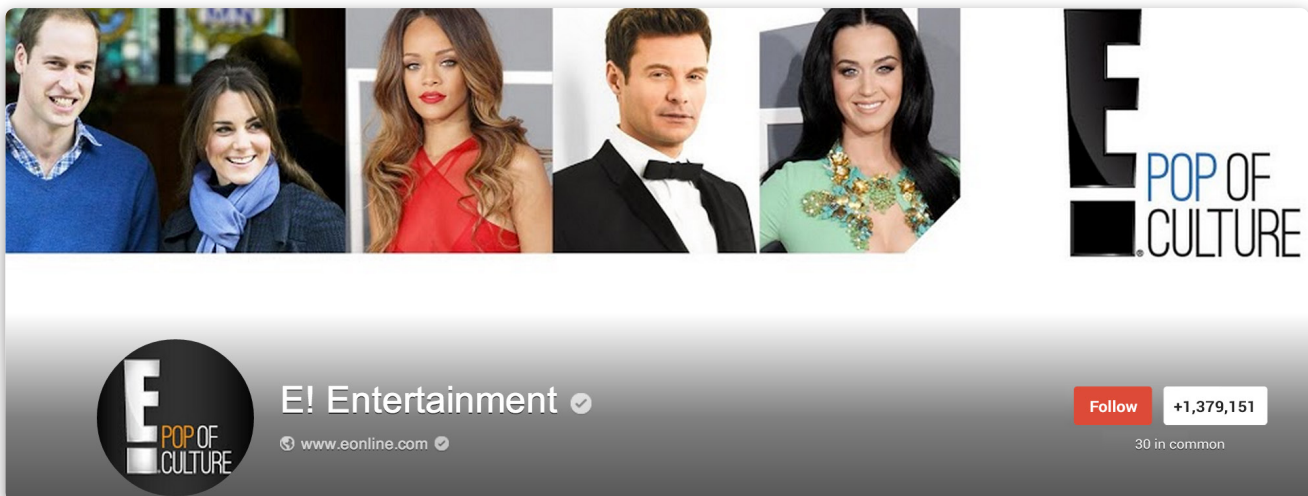 E!
POP OF
CULTURE
E!
POP OF
CULTURE
E! Entertainment
www.eonline.com
Follow
+1,379,151
30 in common